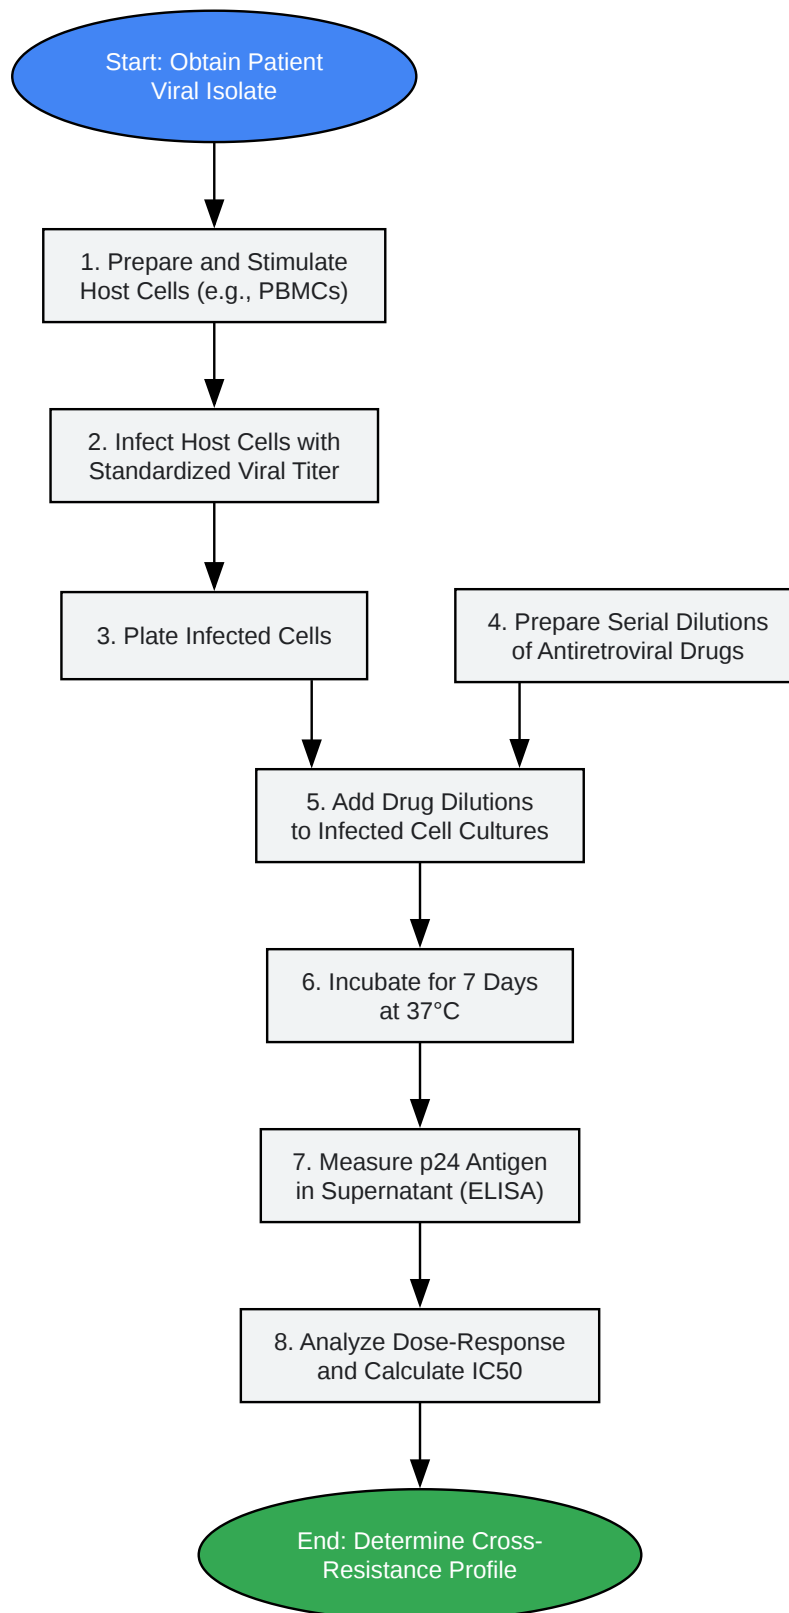 Start: Obtain Patient
Viral Isolate
1. Prepare and Stimulate
Host Cells (e.g., PBMCs)
2. Infect Host Cells with
Standardized Viral Titer
3. Plate Infected Cells
4. Prepare Serial Dilutions
of Antiretroviral Drugs
5. Add Drug Dilutions
to Infected Cell Cultures
6. Incubate for 7 Days
at 37°C
7. Measure p24 Antigen
in Supernatant (ELISA)
8. Analyze Dose-Response
and Calculate IC50
End: Determine Cross-
Resistance Profile